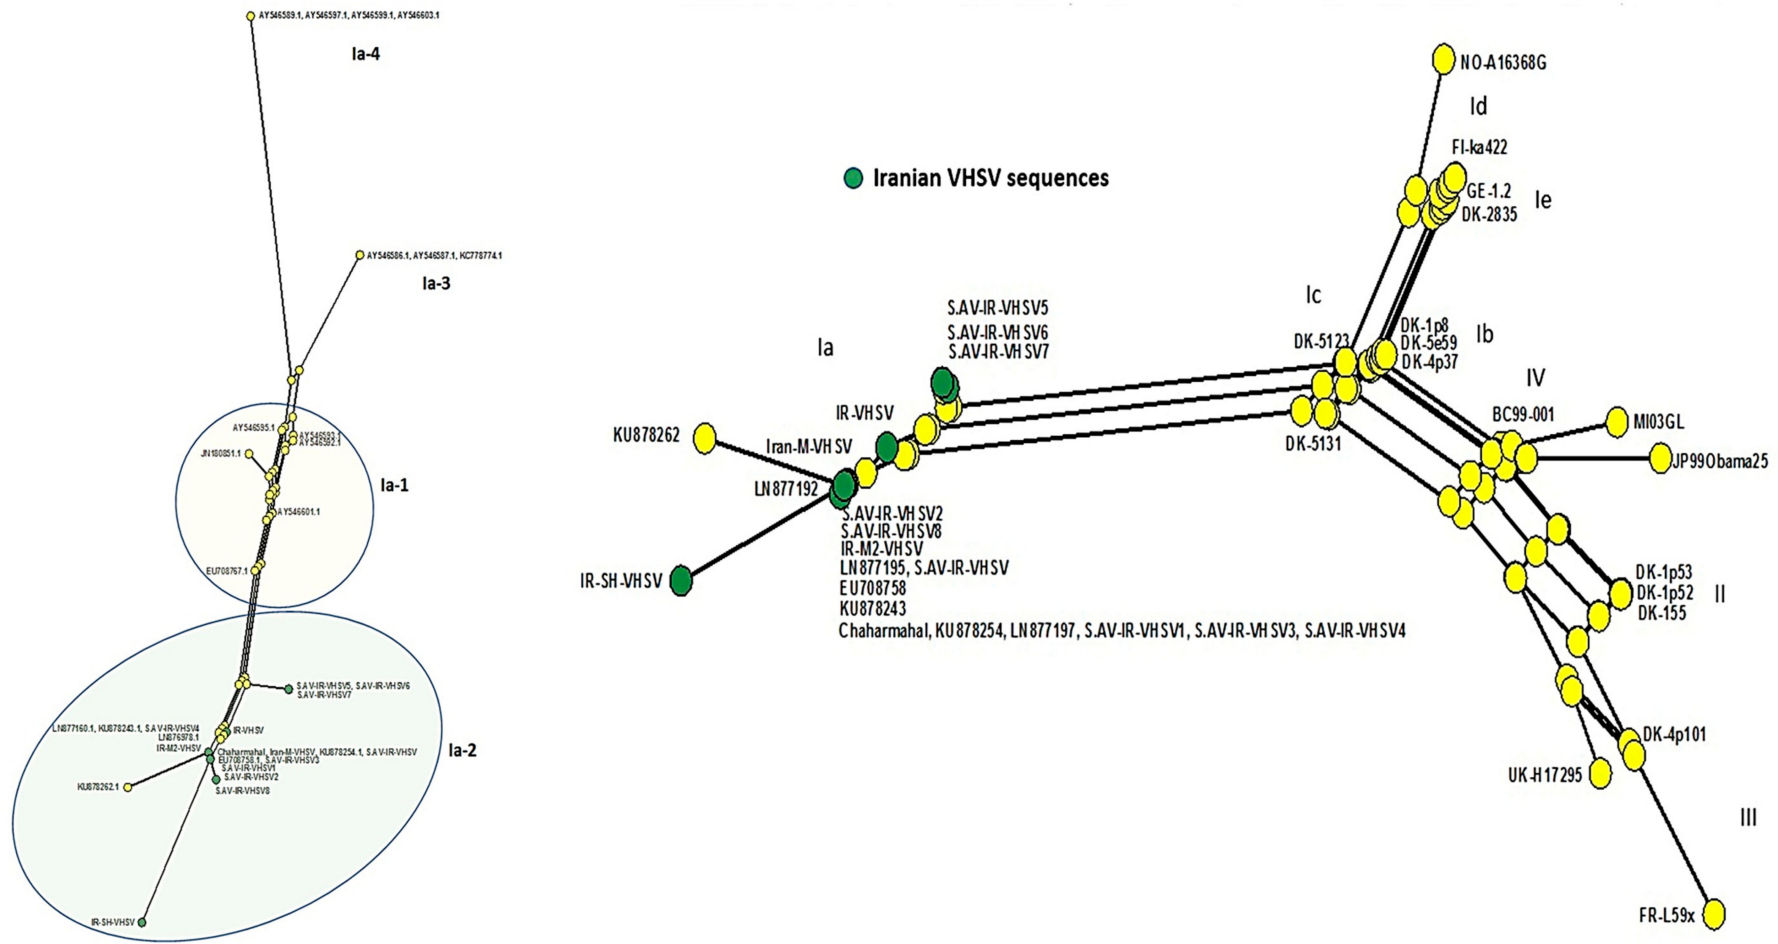 AY546589.1, AY546597.1, AY546599.1, AY546603.1
Ia-4
AY546586.1, AY546587.1, KC778774.1
Ia-3
AY546595.1
AY546593.1
AY546592.1
JN180851.1
Ia-1
AY546601.1
EU708767.1
S.AV-IR-VHSV5, S.AV-IR-VHSV6
S.AV-IR-VHSV7
LN877160.1, KU878243.1, S.AV-IR-VHSV4
IR-VHSV
LN876978.1
IR-M2-VHSV
Chaharmahal, Iran-M-VHSV, KU878254.1, S.AV-IR-VHSV
EU708758.1, S.AV-IR-VHSV3
S.AV-IR-VHSV1
S.AV-IR-VHSV2
S.AV-IR-VHSV8
Ia-2
KU878262.1
IR-SH-VHSV
Iranian VHSV sequences
NO-A16368G
Id
FI-ka422
GE-1.2
Ie
DK-2835
S.AV-IR-VHSV5
S.AV-IR-VHSV6
S.AV-IR-VHSV7
Ia
Ic
DK-5123
DK-1p8
DK-5e59
DK-4p37
Ib
IV
BC99-001
MI03GL
JP99Obama25
DK-5131
IR-VHSV
Iran-M-VHSV
KU878262
LN877192
S.AV-IR-VHSV2
S.AV-IR-VHSV8
IR-M2-VHSV
LN877195, S.AV-IR-VHSV
EU708758
KU878243
Chaharmahal, KU878254, LN877197, S.AV-IR-VHSV1, S.AV-IR-VHSV3, S.AV-IR-VHSV4
IR-SH-VHSV
DK-1p53
DK-1p52
DK-155
II
DK-4p101
UK-H17295
III
FR-L59x